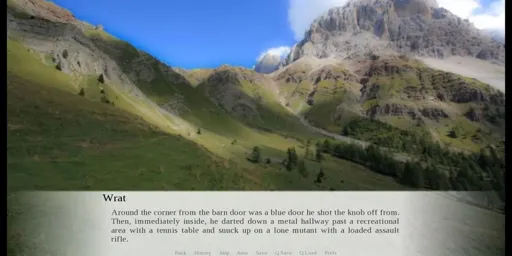 Wrat
Around the corner from the barn door was a blue door he shot the knob off from.
Then, immediately inside, he darted down a metal hallway past a recreational
area with a tennis table and snuck up on a lone mutant with a loaded assault
rifle.
Back History Skip Auto Save Q.Save Q.Load Prefs